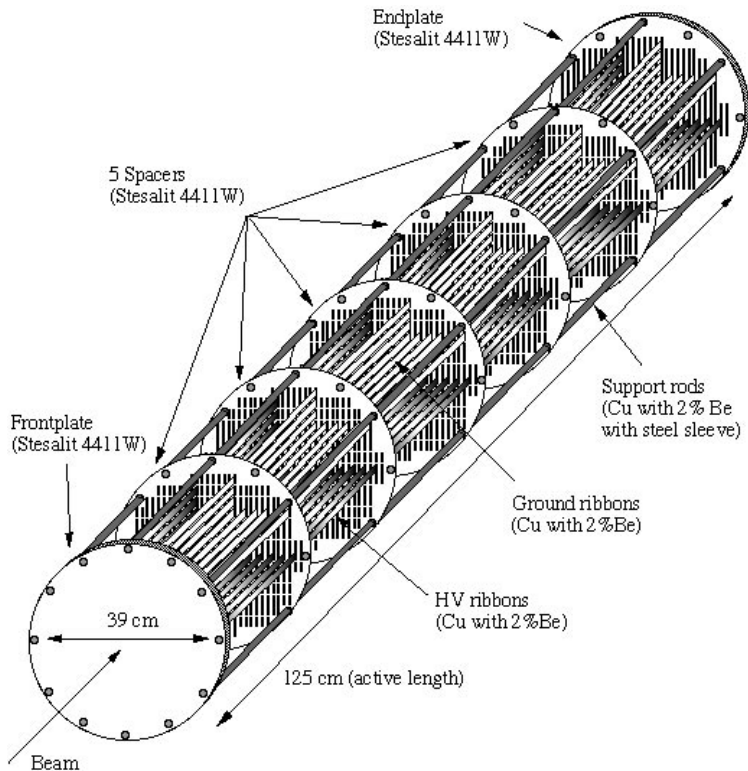 Endplate
(Stesalit 4411W)
5 Spacers
(Stesalit 4411W)
Support rods
(Cu with 2% Be
with steel sleeve)
Frontplate
(Stesalit 4411W)
Ground ribbons
(Cu with 2%Be)
HV ribbons
(Cu with 2%Be)
39 cm
125 cm (active length)
Beam